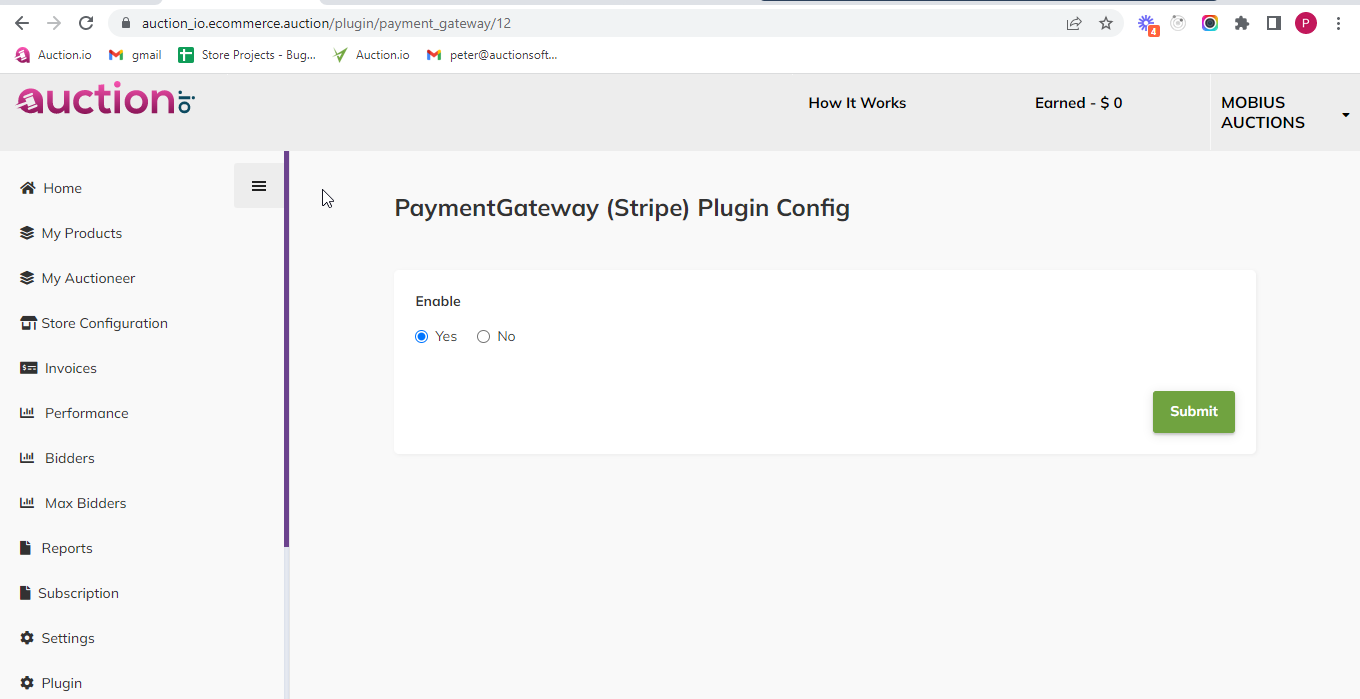 auction_io.ecommerce.auction/plugin/payment_gateway/12
4
P
Auction.io gmail Store Projects - Bug... Auction.io peter@auctionsoft...
auction.io
How It Works
Earned - $ 0
MOBIUS
AUCTIONS
Home
My Products
My Auctioneer
Store Configuration
Invoices
Performance
Bidders
Max Bidders
Reports
Subscription
Settings
Plugin
PaymentGateway (Stripe) Plugin Config
Enable
Yes No
Submit